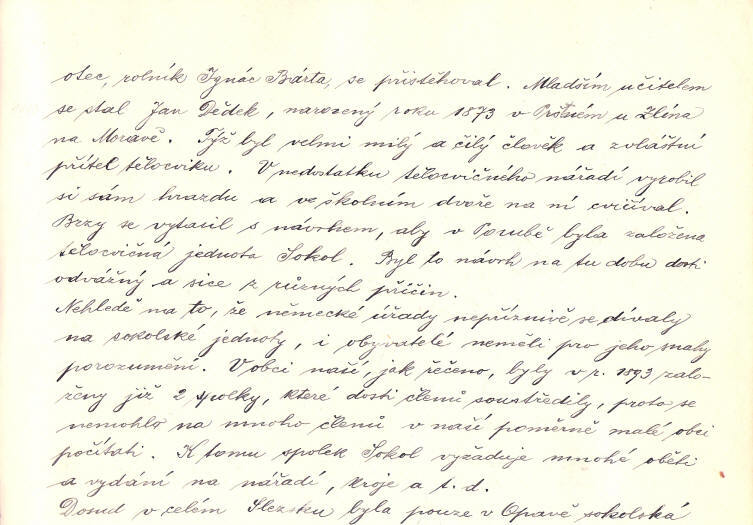 otec, rolník Ignác Bárta, se přistěhoval. Mladším učitelem
se stal Jan Dědek, narozený roku 1873 v u Zlína
na Moravě. Týž byl velmi milý a čilý člověk a zvláštní
přítel tělocviku. V nedostatku tělocvičného nářadí vyrobil
si sám hrazdu a ve školním dvoře na ní cvičíval.
Brzy se vytasil s návrhem, aby v Porubě byla založena
tělocvičná jednota Sokol. Byl to návrh na tu dobu dosti
odvážný a sice z různých příčin.
Nehledě na to, že německé úřady nepříznivě se dívaly
na sokolské jednoty, i obyvatelé neměli pro jeho snahy
porozumění. V obci naší, jak řečeno, byly v r. 1893 zalo-
ženy již 2 spolky, které dosti členů soustředily, proto se
nemohlo na mnoho členů v naší poměrně malé obci
počítati. K tomu spolek Sokol vyžaduje mnohé oběti
a vydání na nářadí, kroje a t. d.
Dosud v celém Slezsku byla pouze v Opavě sokolská